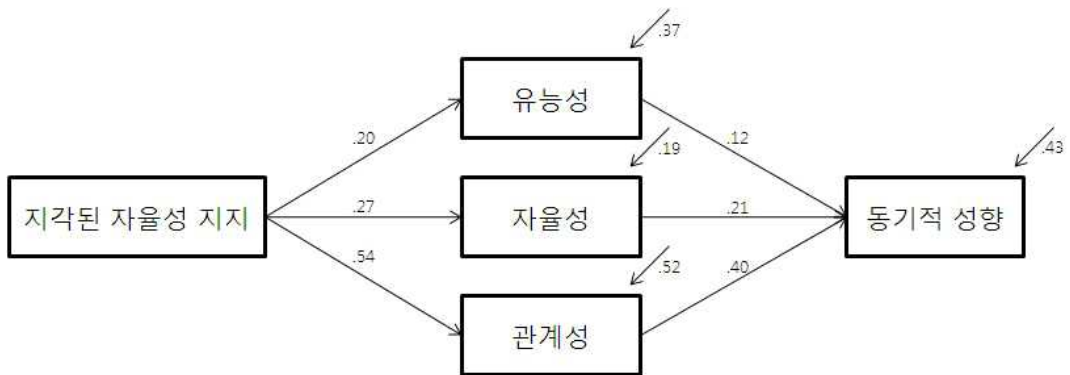 .37
유능성
.20
.12
.19
.43
지각된 자율성 지지
.27
자율성
.21
동기적 성향
.54
.52
.40
관계성